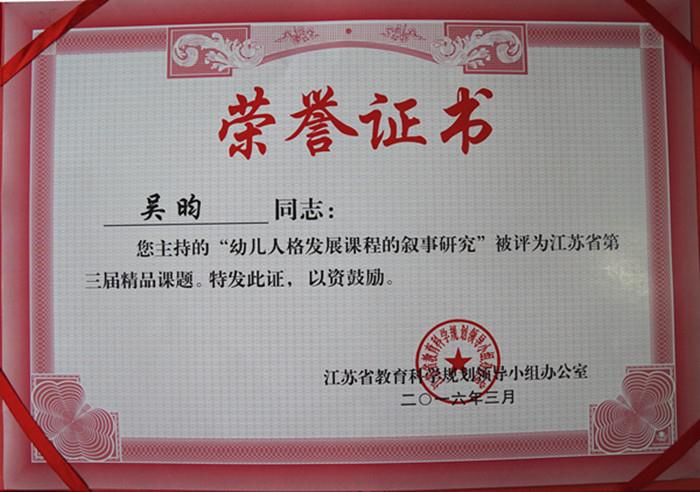 荣誉证书
吴昀 同志：
您主持的“幼儿人格发展课程的叙事研究”被评为江苏省第
三届精品课题。特发此证，以资鼓励。
江苏省教育科学规划领导小组办公室
二〇一六年三月